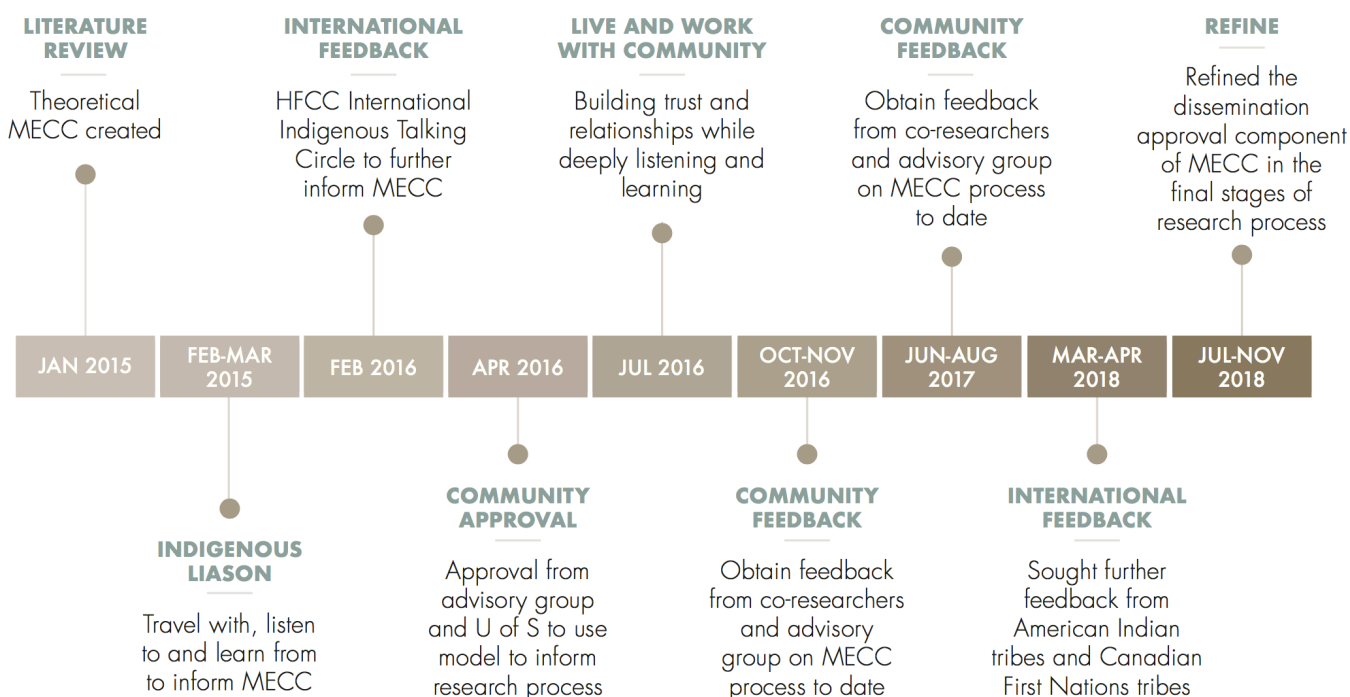 LITERATURE
REVIEW
Theoretical
MECC created
INTERNATIONAL
FEEDBACK
HFCC International
Indigenous Talking
Circle to further
inform MECC
LIVE AND WORK
WITH COMMUNITY
Building trust and
relationships while
deeply listening and
learning
COMMUNITY
FEEDBACK
Obtain feedback
from co-researchers
and advisory group
on MECC process
to date
REFINE
Refined the
dissemination
approval component
of MECC in the
final stages of
research process
JAN 2015
FEB-MAR
2015
FEB 2016
APR 2016
JUL 2016
OCT-NOV
2016
JUN-AUG
2017
MAR-APR
2018
JUL-NOV
2018
INDIGENOUS
LIASON
Travel with, listen
to and learn from
to inform MECC
COMMUNITY
APPROVAL
Approval from
advisory group
and U of S to use
model to inform
research process
COMMUNITY
FEEDBACK
Obtain feedback
from co-researchers
and advisory
group on MECC
process to date
INTERNATIONAL
FEEDBACK
Sought further
feedback from
American Indian
tribes and Canadian
First Nations tribes